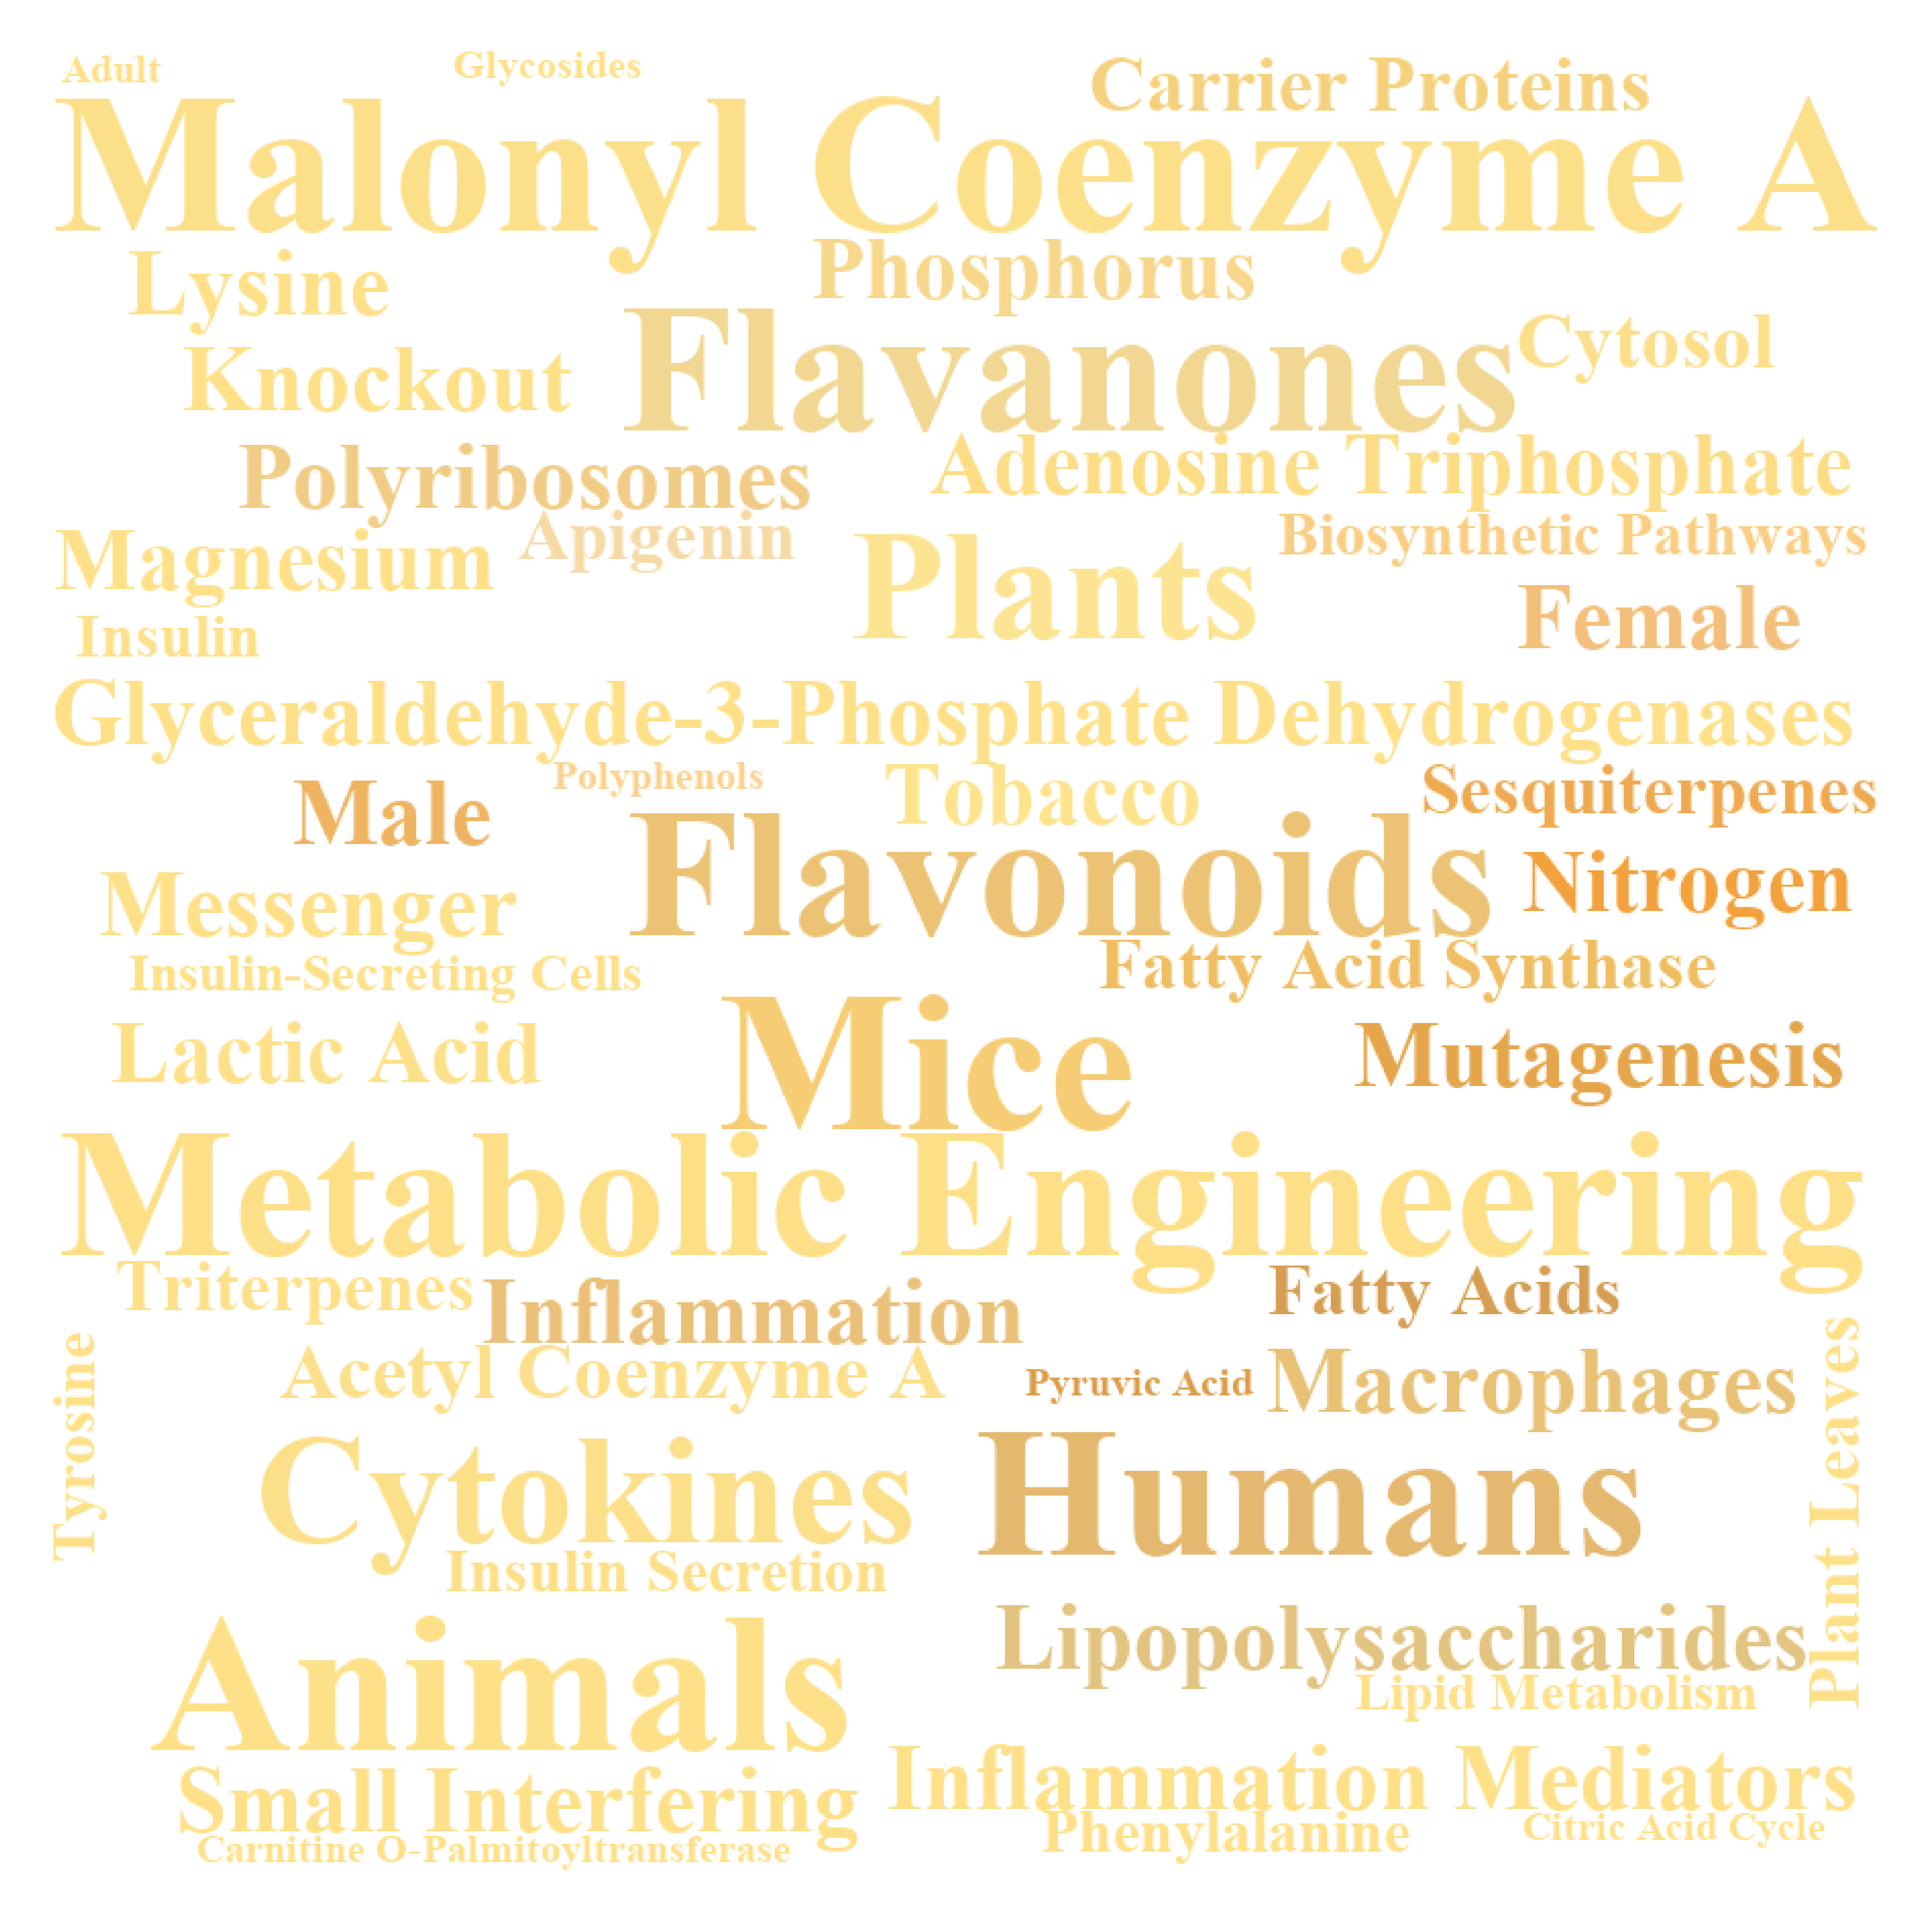 Adult
Glycosides
Carrier Proteins
Malonyl Coenzyme A
Lysine
Phosphorus
Flavanones
Cytosol
Knockout
Polyribosomes
Adenosine Triphosphate
Magnesium
Apigenin
Plants
Biosynthetic Pathways
Insulin
Female
Glyceraldehyde-3-Phosphate Dehydrogenases
Male
Polyphenols
Tobacco
Sesquiterpenes
Flavonoids
Nitrogen
Messenger
Insulin-Secreting Cells
Fatty Acid Synthase
Lactic Acid
Mice
Mutagenesis
Metabolic Engineering
Triterpenes
Inflammation
Fatty Acids
Tyrosine
Acetyl Coenzyme A
Pyruvic Acid
Macrophages
Plant Leaves
Cytokines
Humans
Insulin Secretion
Animals
Lipopolysaccharides
Lipid Metabolism
Small Interfering
Inflammation Mediators
Carnitine O-Palmitoyltransferase
Phenylalanine
Citric Acid Cycle